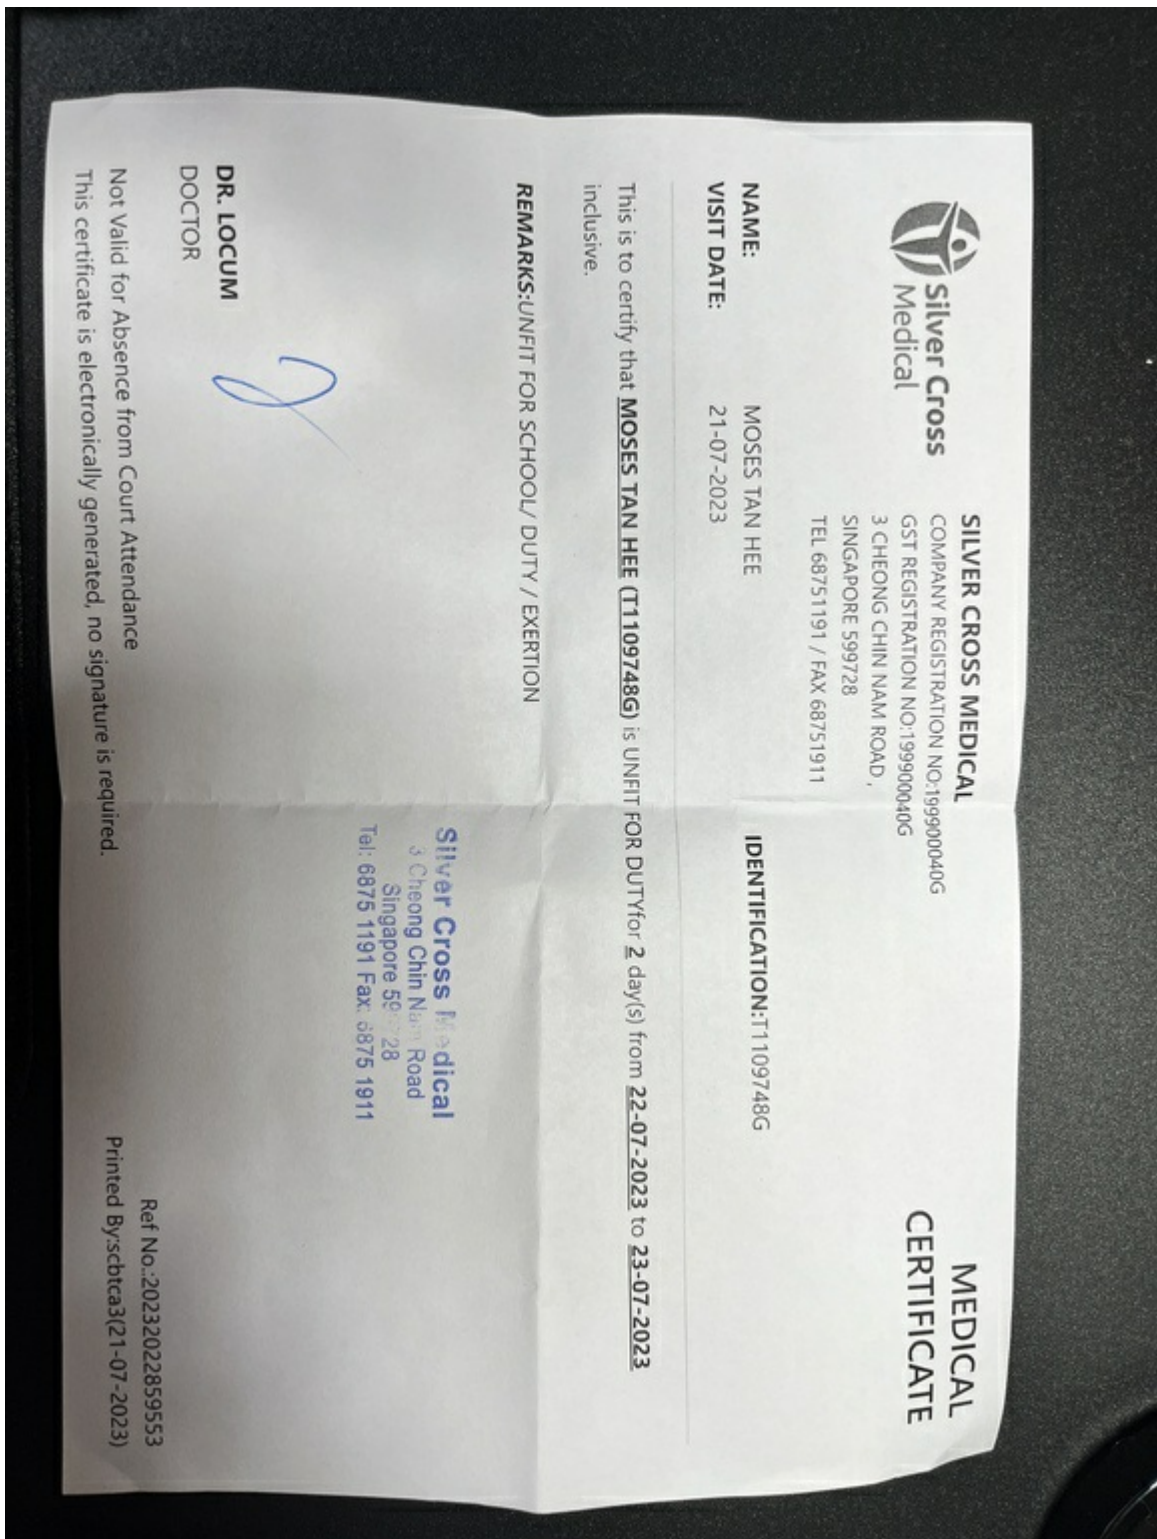 Silver Cross
Medical
SILVER CROSS MEDICAL
COMPANY REGISTRATION NO:199900040G
GST REGISTRATION NO:199900040G
3 CHEONG CHIN NAM ROAD ,
SINGAPORE 599728
TEL 68751191 / FAX 68751911
MEDICAL
CERTIFICATE
NAME: MOSES TAN HEE IDENTIFICATION:T1109748G
VISIT DATE: 21-07-2023
This is to certify that MOSES TAN HEE (T1109748G) is UNFIT FOR DUTYfor 2 day(s) from 22-07-2023 to 23-07-2023
inclusive.
REMARKS:UNFIT FOR SCHOOL/ DUTY / EXERTION
Silver Cross Medical
3 Cheong Chin Nam Road
Singapore 599728
Tel: 6875 1191 Fax: 6875 1911
DR. LOCUM
DOCTOR
Not Valid for Absence from Court Attendance
This certificate is electronically generated, no signature is required.
Ref No.:20232022859553
Printed By:scbtca3(21-07-2023)